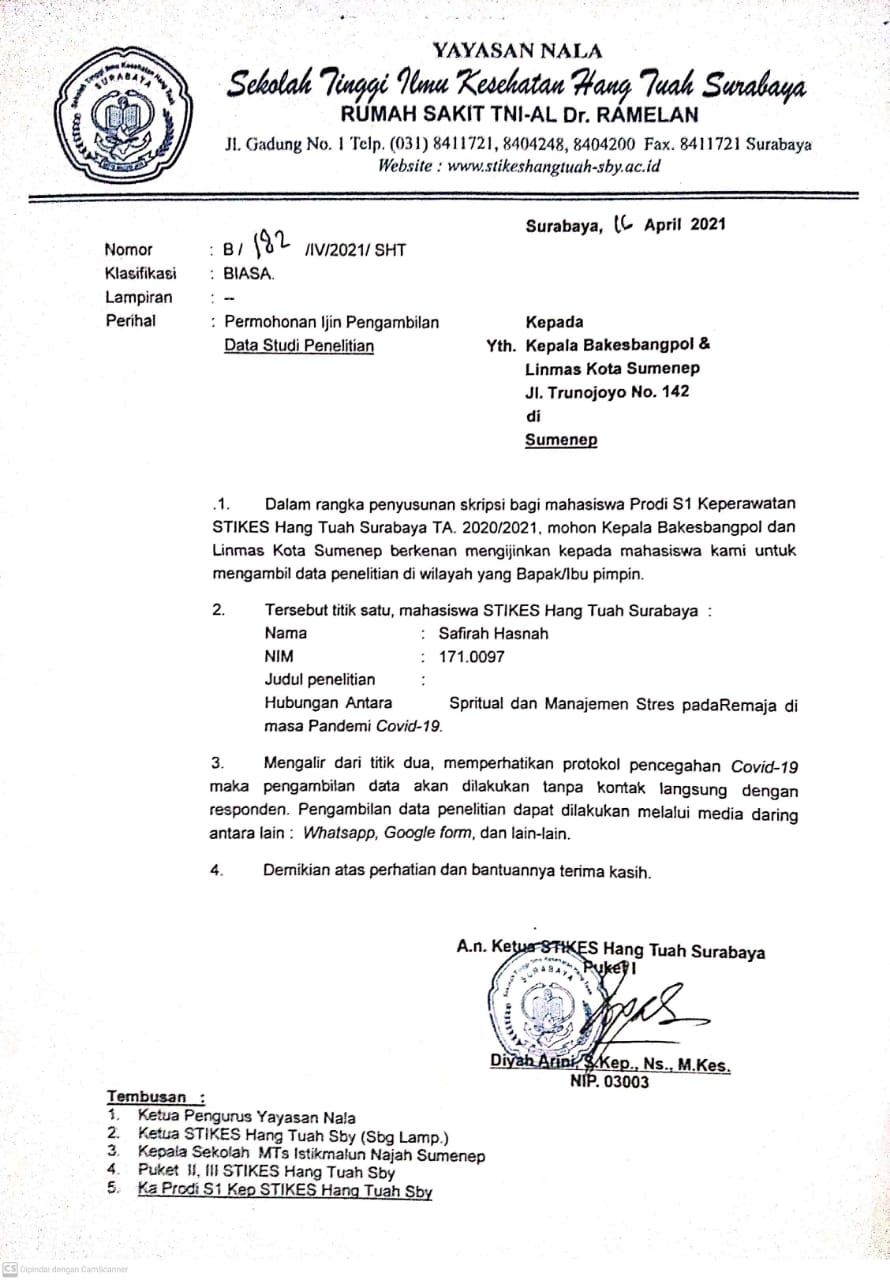 YAYASAN NALA
Sekolah Tinggi Ilmu Kesehatan Hang Tuah Surabaya
RUMAH SAKIT TNI-AL Dr. RAMELAN
Jl. Gadung No. 1 Telp. (031) 8411721, 8404248, 8404200 Fax. 8411721 Surabaya
Website : www.stikeshangtuah-sby.ac.id
Sekolah Tinggi Ilmu Kesehatan Hang Tuah
SURABAYA
Surabaya, 16 April 2021
Nomor : B / 182 /IV/2021/ SHT
Klasifikasi : BIASA.
Lampiran : --
Perihal : Permohonan Ijin Pengambilan
Data Studi Penelitian
Kepada
Yth. Kepala Bakesbangpol &
Linmas Kota Sumenep
Jl. Trunojoyo No. 142
di
Sumenep
.1. Dalam rangka penyusunan skripsi bagi mahasiswa Prodi S1 Keperawatan
STIKES Hang Tuah Surabaya TA. 2020/2021, mohon Kepala Bakesbangpol dan
Linmas Kota Sumenep berkenan mengijinkan kepada mahasiswa kami untuk
mengambil data penelitian di wilayah yang Bapak/Ibu pimpin.
2. Tersebut titik satu, mahasiswa STIKES Hang Tuah Surabaya :
Nama : Safirah Hasnah
NIM : 171.0097
Judul penelitian :
Hubungan Antara Spritual dan Manajemen Stres padaRemaja di
masa Pandemi Covid-19.
3. Mengalir dari titik dua, memperhatikan protokol pencegahan Covid-19
maka pengambilan data akan dilakukan tanpa kontak langsung dengan
responden. Pengambilan data penelitian dapat dilakukan melalui media daring
antara lain : Whatsapp, Google form, dan lain-lain.
4. Demikian atas perhatian dan bantuannya terima kasih.
A.n. Ketua STIKES Hang Tuah Surabaya
Puket I
SURABAYA
Diyah Arini, S.Kep., Ns., M.Kes.
NIP. 03003
Tembusan :
1. Ketua Pengurus Yayasan Nala
2. Ketua STIKES Hang Tuah Sby (Sbg Lamp.)
3. Kepala Sekolah MTs Istikmalun Najah Sumenep
4. Puket II, III STIKES Hang Tuah Sby
5. Ka Prodi S1 Kep STIKES Hang Tuah Sby
CS Dipindai dengan CamScanner